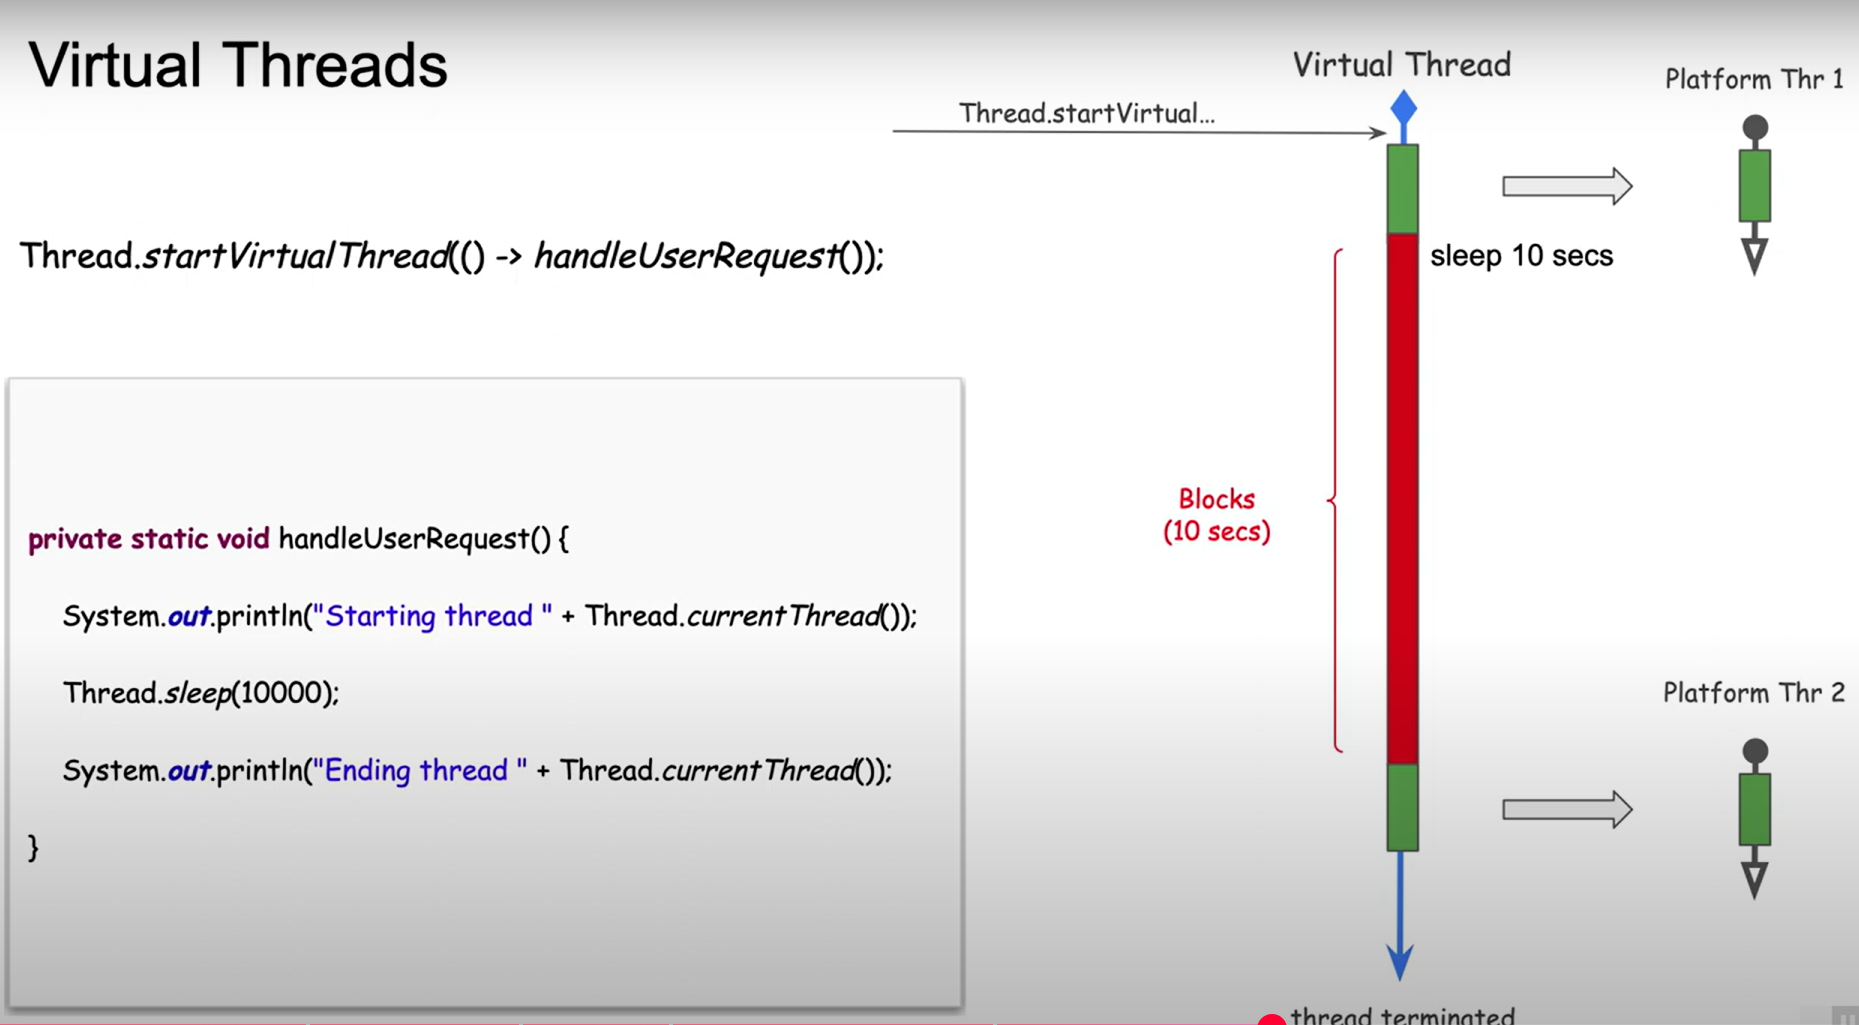 Virtual Threads
Thread.startVirtualThread(() -> handleUserRequest());
private static void handleUserRequest() {
System.out.println("Starting thread " + Thread.currentThread());
Thread.sleep(10000);
System.out.println("Ending thread " + Thread.currentThread());
}
Virtual Thread
Thread.startVirtual...
Platform Thr 1
sleep 10 secs
Blocks
(10 secs)
Platform Thr 2
thread terminated